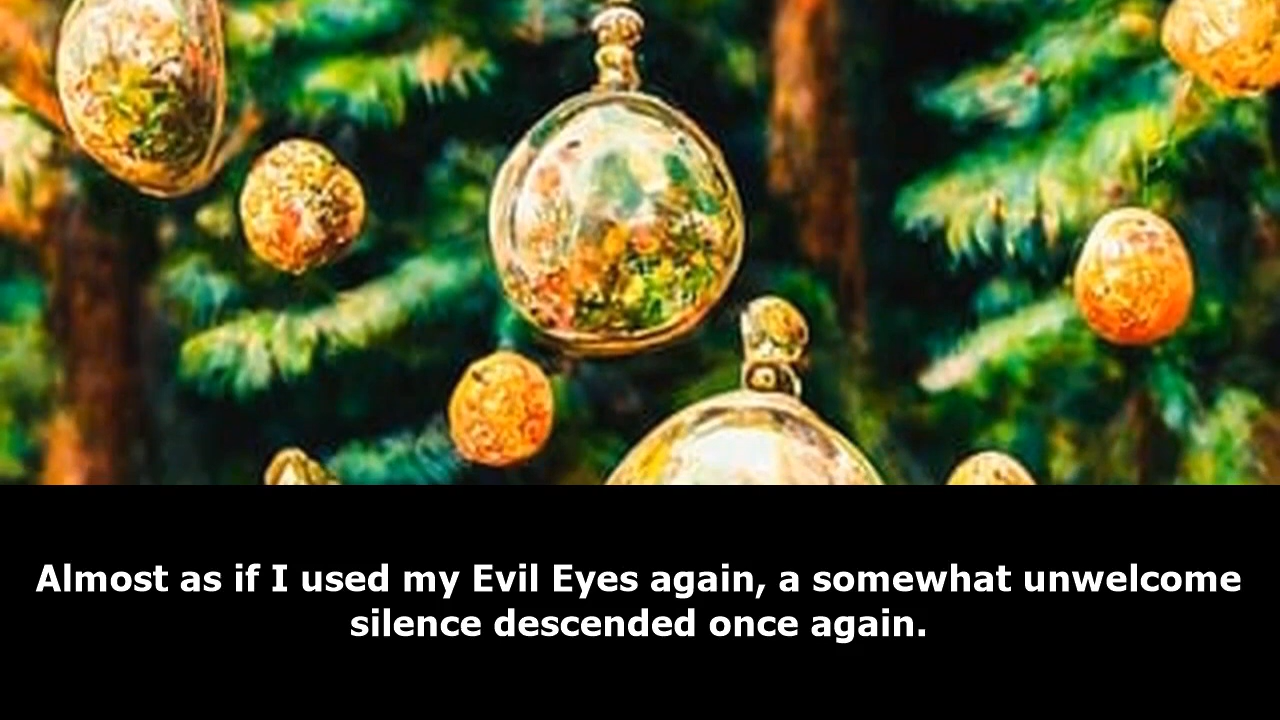 Almost as if I used my Evil Eyes again, a somewhat unwelcome
silence descended once again.